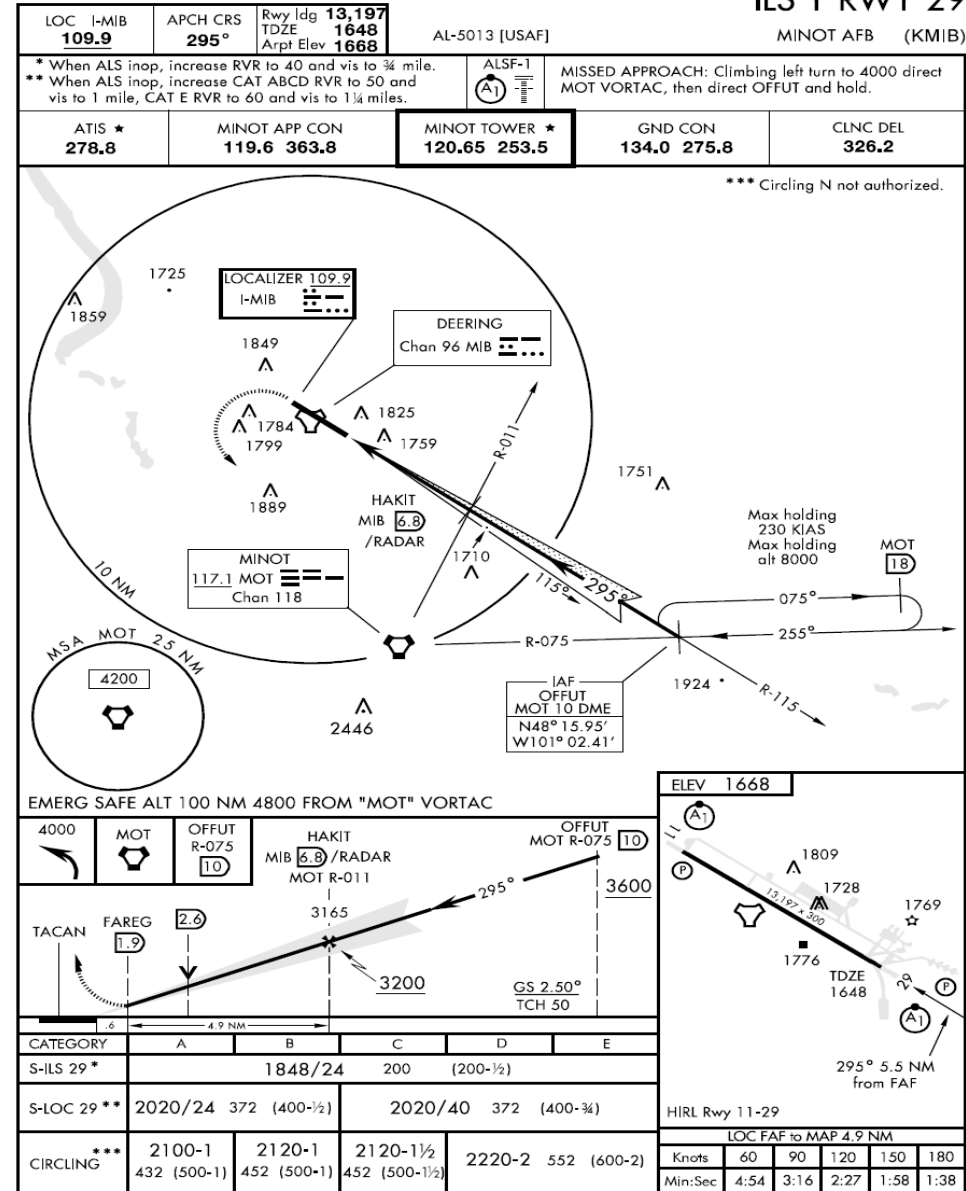 ILS Y RWY 29
LOC I-MIB
109.9
APCH CRS
295°
Rwy ldg 13,197
TDZE 1648
Arpt Elev 1668
AL-5013 [USAF]
MINOT AFB (KMIB)
* When ALS inop, increase RVR to 40 and vis to ¾ mile.
** When ALS inop, increase CAT ABCD RVR to 50 and
vis to 1 mile, CAT E RVR to 60 and vis to 1¼ miles.
ALSF-1
A1
MISSED APPROACH: Climbing left turn to 4000 direct
MOT VORTAC, then direct OFFUT and hold.
ATIS ★
278.8
MINOT APP CON
119.6 363.8
MINOT TOWER ★
120.65 253.5
GND CON
134.0 275.8
CLNC DEL
326.2
*** Circling N not authorized.
1725
1859
LOCALIZER 109.9
I-MIB
DEERING
Chan 96 MIB
1849
1784
1799
1825
1759
1889
R-011
1751
HAKIT
MIB 6.8
/RADAR
1710
Max holding
230 KIAS
Max holding
alt 8000
MOT
18
MINOT
117.1 MOT
Chan 118
10 NM
115°
295°
075°
255°
R-075
MSA MOT 25 NM
4200
IAF
OFFUT
MOT 10 DME
N48° 15.95'
W101° 02.41'
1924
R-115
2446
EMERG SAFE ALT 100 NM 4800 FROM "MOT" VORTAC
4000
MOT
OFFUT
R-075
10
HAKIT
MIB 6.8 /RADAR
MOT R-011
OFFUT
MOT R-075 10
295°
3600
3165
TACAN
FAREG
1.9
2.6
3200
GS 2.50°
TCH 50
.6
4.9 NM
ELEV 1668
A1
P
1809
1728
13,197 x 300
1769
1776
TDZE
1648
29
P
A1
295° 5.5 NM
from FAF
HIRL Rwy 11-29
CATEGORY A B C D E
S-ILS 29 * 1848/24 200 (200-½)
S-LOC 29 ** 2020/24 372 (400-½) 2020/40 372 (400-¾)
CIRCLING *** 2100-1 432 (500-1) 2120-1 452 (500-1) 2120-1½ 452 (500-1½) 2220-2 552 (600-2)
LOC FAF to MAP 4.9 NM
Knots 60 90 120 150 180
Min:Sec 4:54 3:16 2:27 1:58 1:38